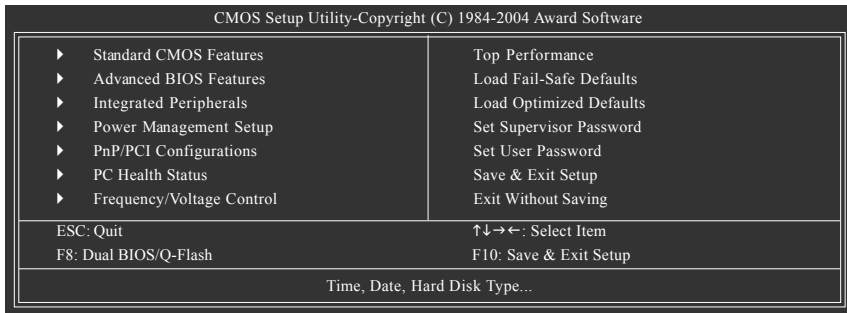 CMOS Setup Utility-Copyright (C) 1984-2004 Award Software
▶ Standard CMOS Features
▶ Advanced BIOS Features
▶ Integrated Peripherals
▶ Power Management Setup
▶ PnP/PCI Configurations
▶ PC Health Status
▶ Frequency/Voltage Control
Top Performance
Load Fail-Safe Defaults
Load Optimized Defaults
Set Supervisor Password
Set User Password
Save & Exit Setup
Exit Without Saving
ESC: Quit
F8: Dual BIOS/Q-Flash
↑↓→←: Select Item
F10: Save & Exit Setup
Time, Date, Hard Disk Type...